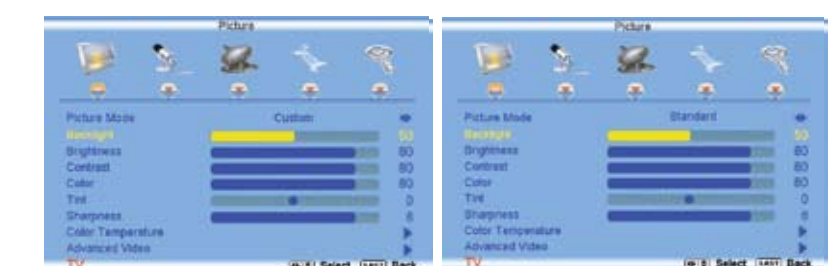 Picture
Picture Mode Custom
Backlight 50
Brightness 80
Contrast 80
Color 80
Tint 0
Sharpness 6
Color Temperature
Advanced Video
TV Select Back
Picture
Picture Mode Standard
Backlight 50
Brightness 80
Contrast 80
Color 80
Tint 0
Sharpness 6
Color Temperature
Advanced Video
TV Select Back